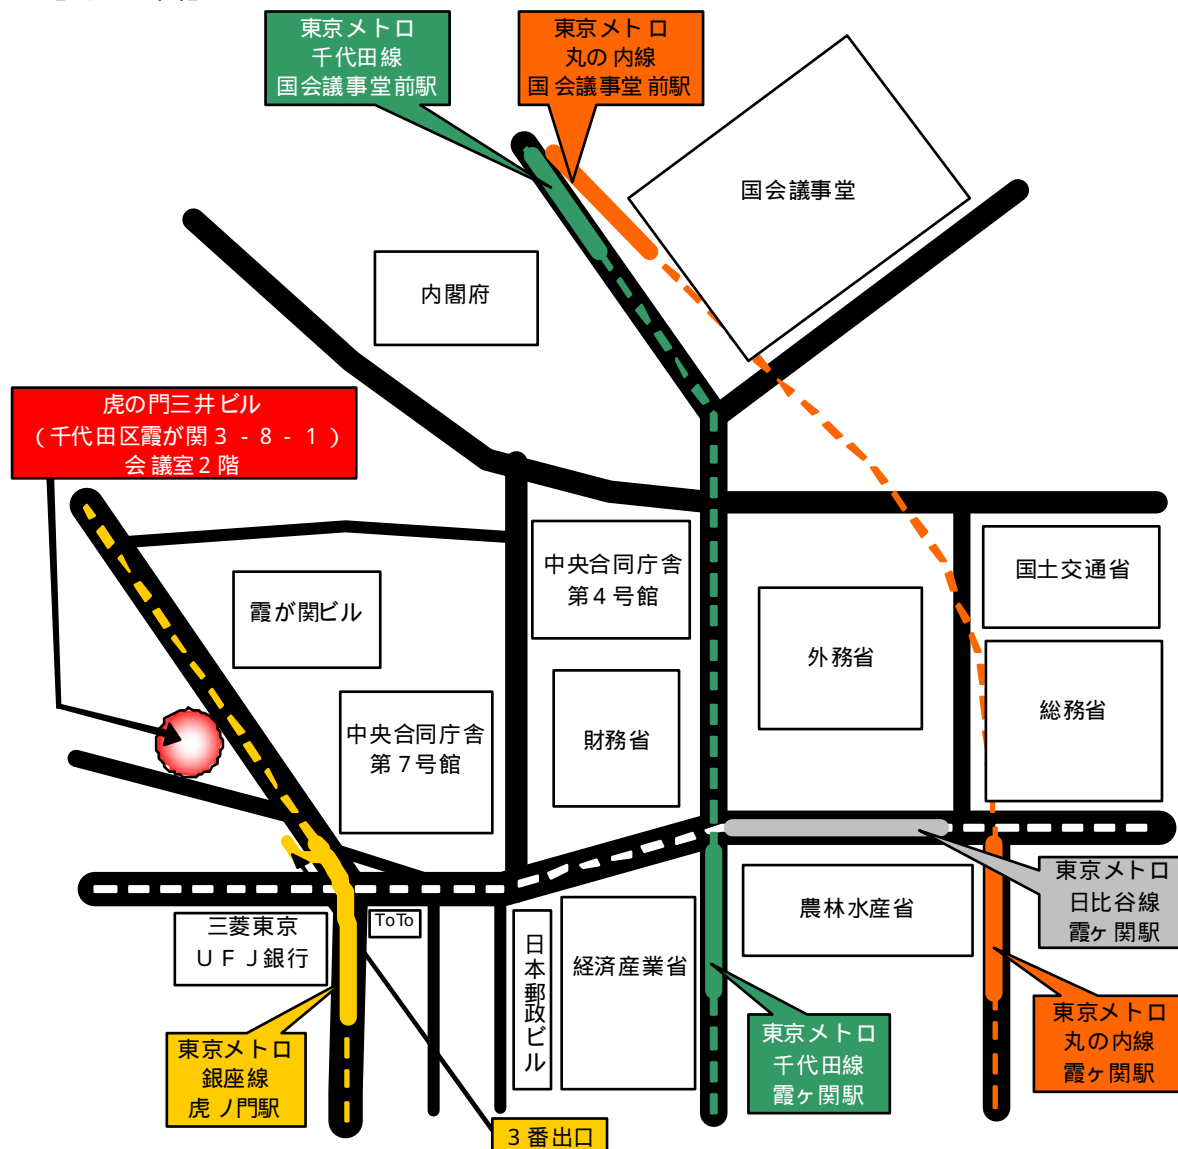 東京メトロ
千代田線
国会議事堂前駅
東京メトロ
丸の内線
国会議事堂前駅
国会議事堂
内閣府
虎の門三井ビル
(千代田区霞が関3-8-1)
会議室2階
中央合同庁舎
第4号館
国土交通省
霞が関ビル
外務省
総務省
中央合同庁舎
第7号館
財務省
東京メトロ
日比谷線
霞ヶ関駅
農林水産省
三菱東京
UFJ銀行
ToTo
日本郵政ビル
経済産業省
東京メトロ
丸の内線
霞ヶ関駅
東京メトロ
千代田線
霞ヶ関駅
東京メトロ
銀座線
虎ノ門駅
3番出口